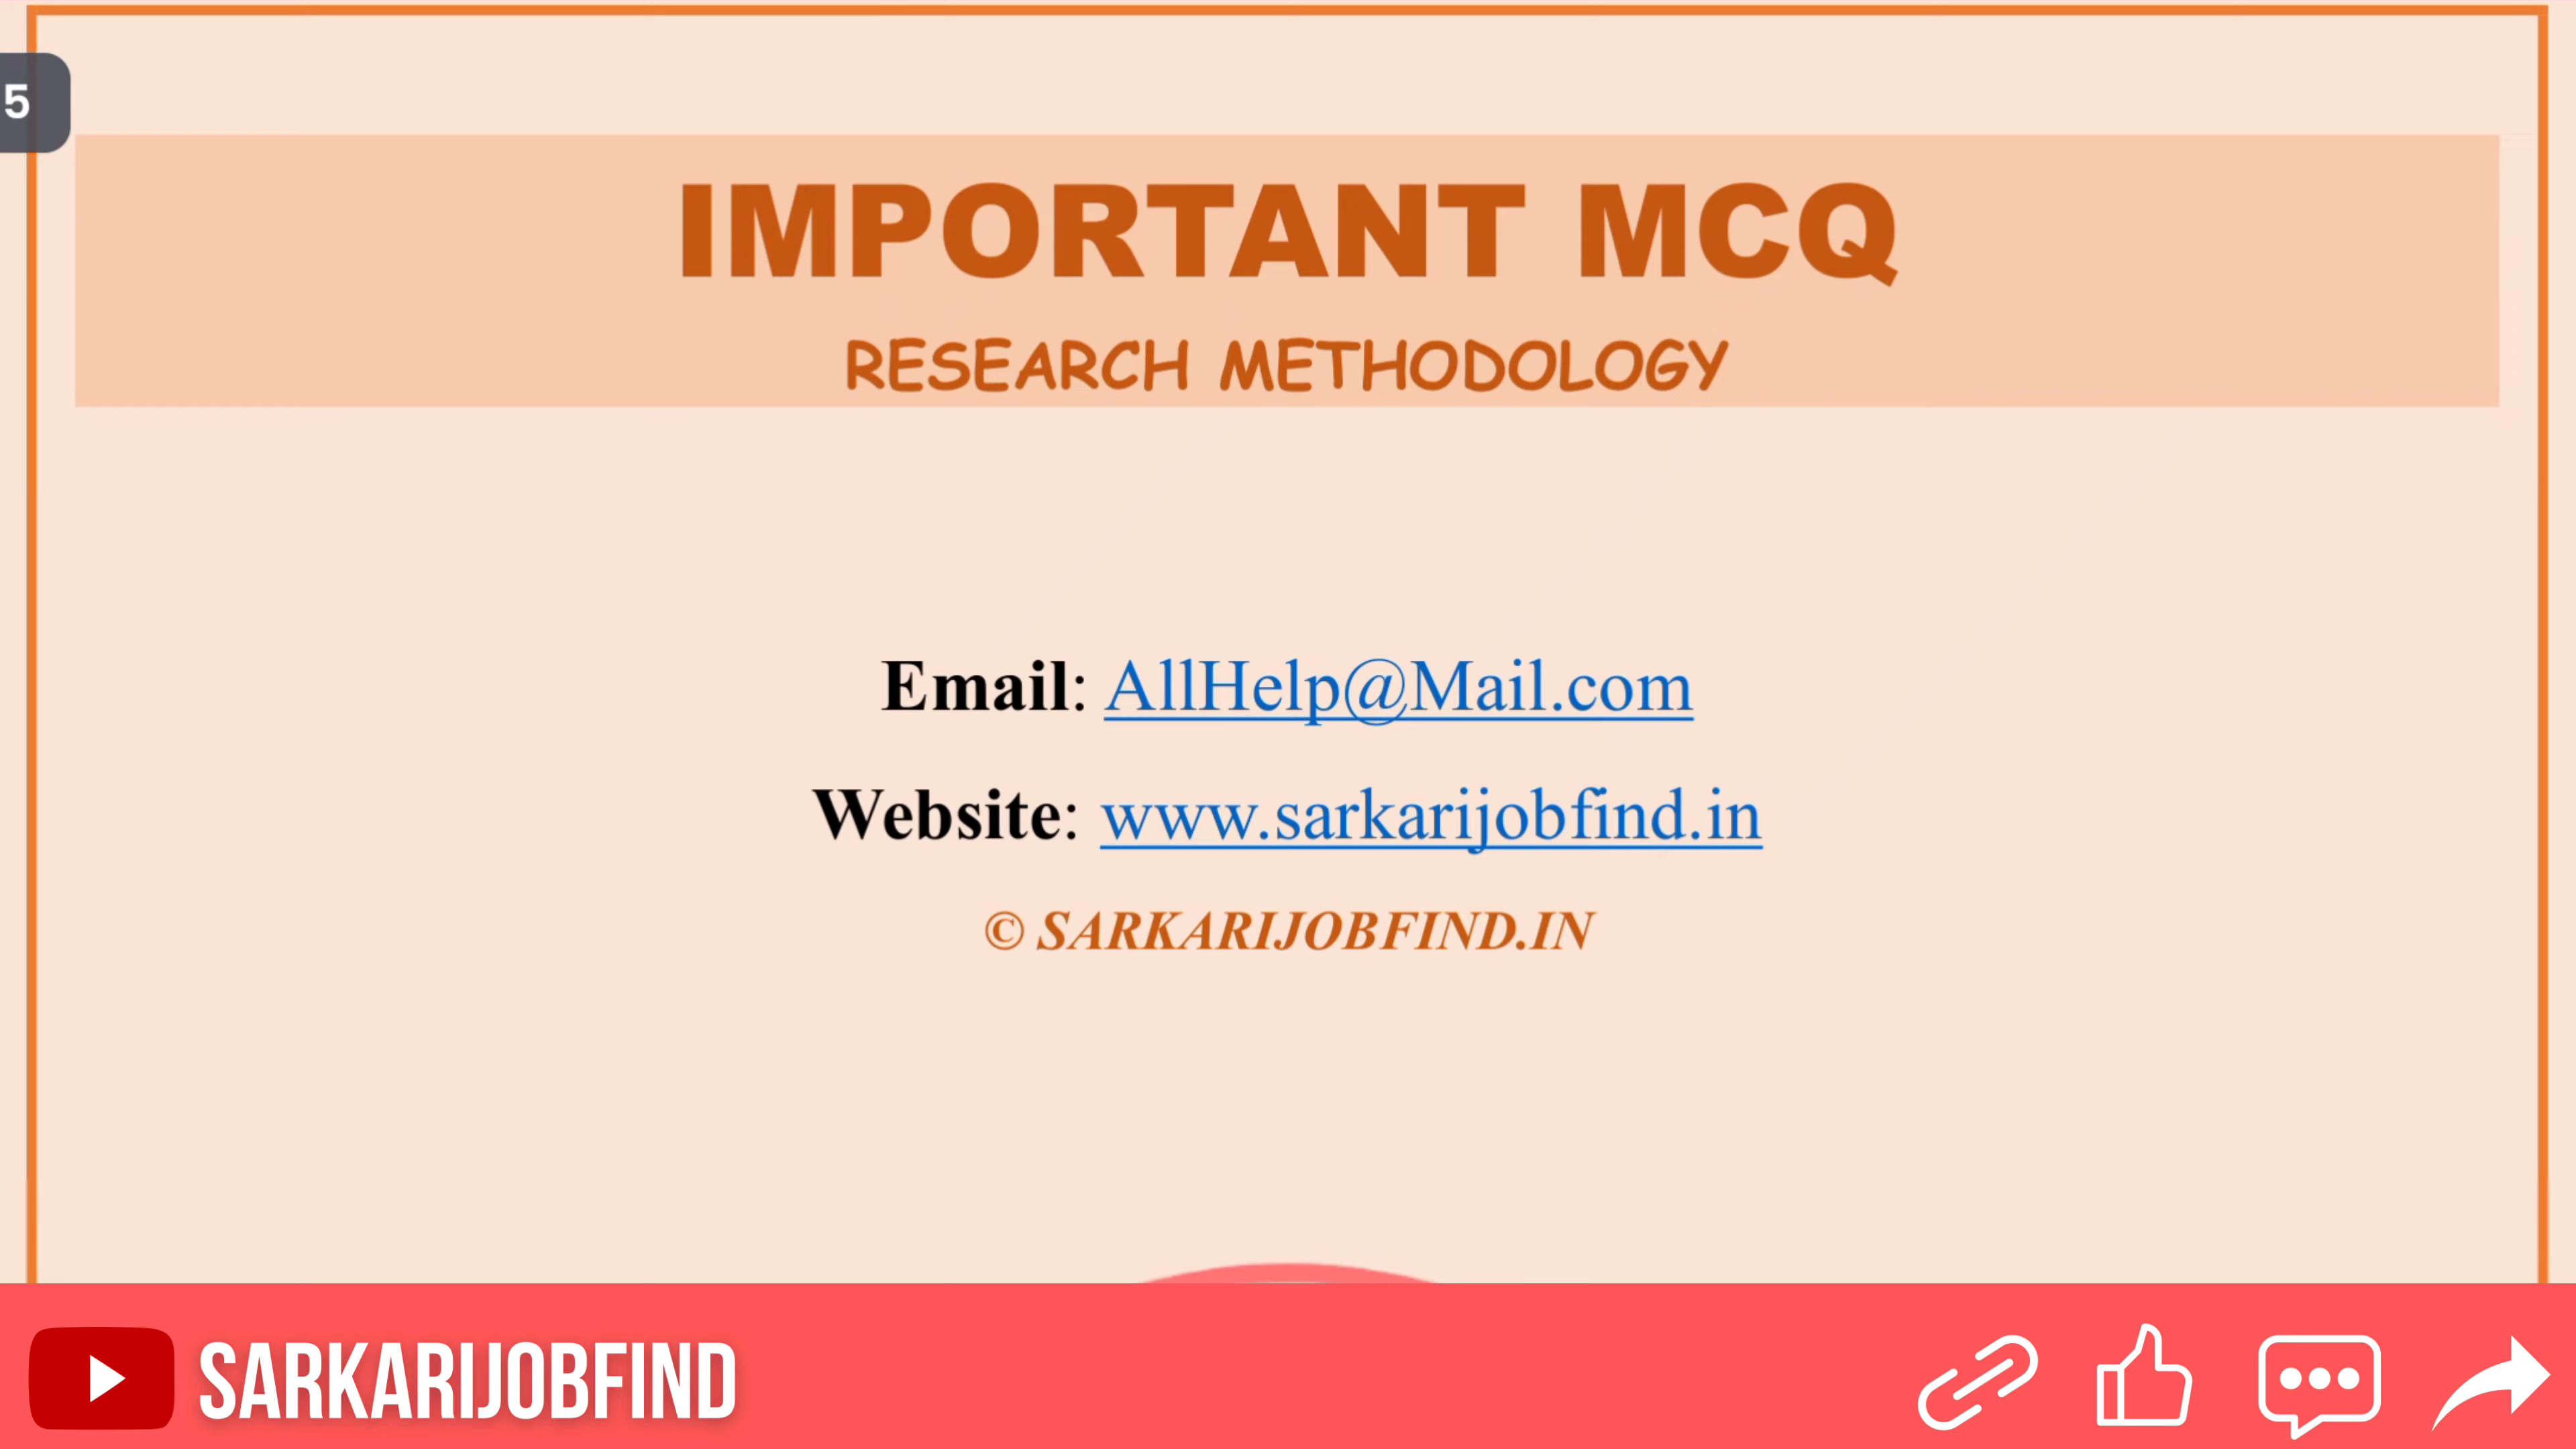 5
IMPORTANT MCQ
RESEARCH METHODOLOGY
Email: AllHelp@Mail.com
Website: www.sarkarijobfind.in
© SARKARIJOBFIND.IN
SARKARIJOBFIND